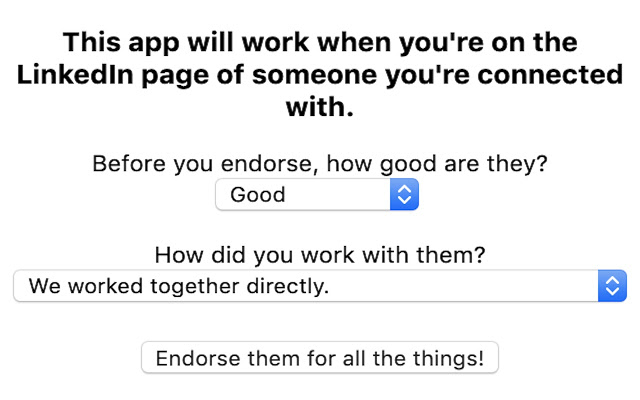 This app will work when you're on the
LinkedIn page of someone you're connected
with.
Before you endorse, how good are they?
Good
How did you work with them?
We worked together directly.
Endorse them for all the things!